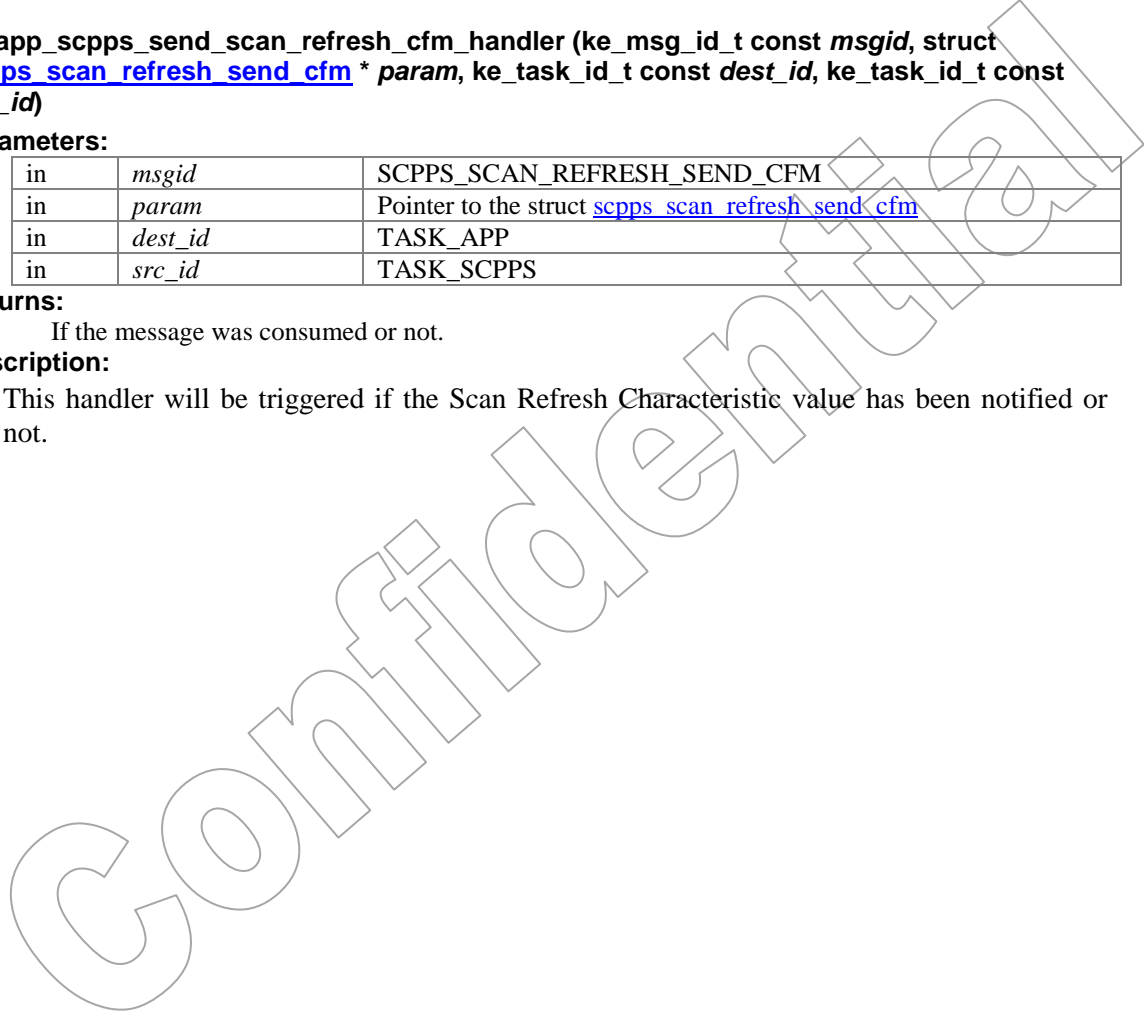 app_scpps_send_scan_refresh_cfm_handler (ke_msg_id_t const msgid, struct
ps_scan_refresh_send_cfm * param, ke_task_id_t const dest_id, ke_task_id_t const
_id)
ameters:
in msgid SCPPS_SCAN_REFRESH_SEND_CFM
in param Pointer to the struct scpps_scan_refresh_send_cfm
in dest_id TASK_APP
in src_id TASK_SCPPS
urns:
If the message was consumed or not.
scription:
This handler will be triggered if the Scan Refresh Characteristic value has been notified or
not.
Confidential